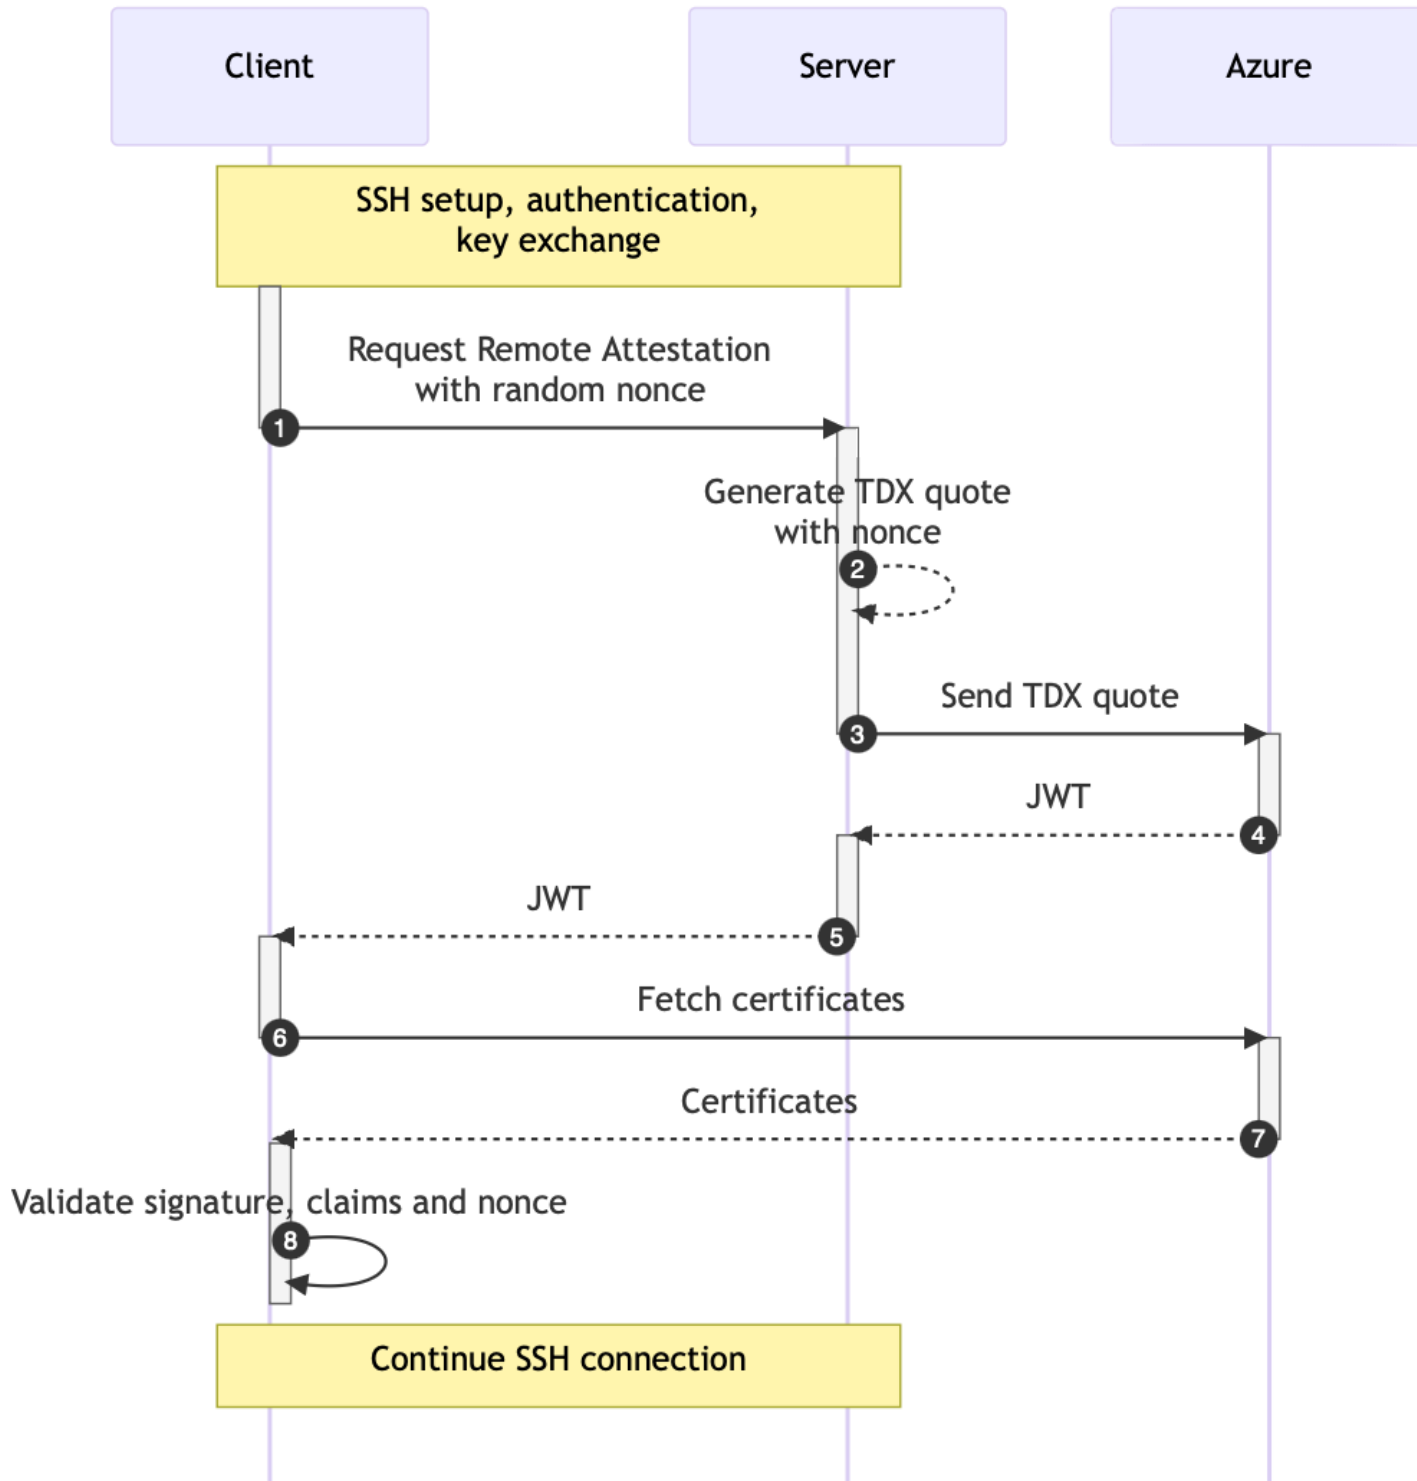 Client
Server
Azure
SSH setup, authentication,
key exchange
Request Remote Attestation
with random nonce
1
Generate TDX quote
with nonce
2
Send TDX quote
3
JWT
4
JWT
5
Fetch certificates
6
Certificates
7
Validate signature, claims and nonce
8
Continue SSH connection